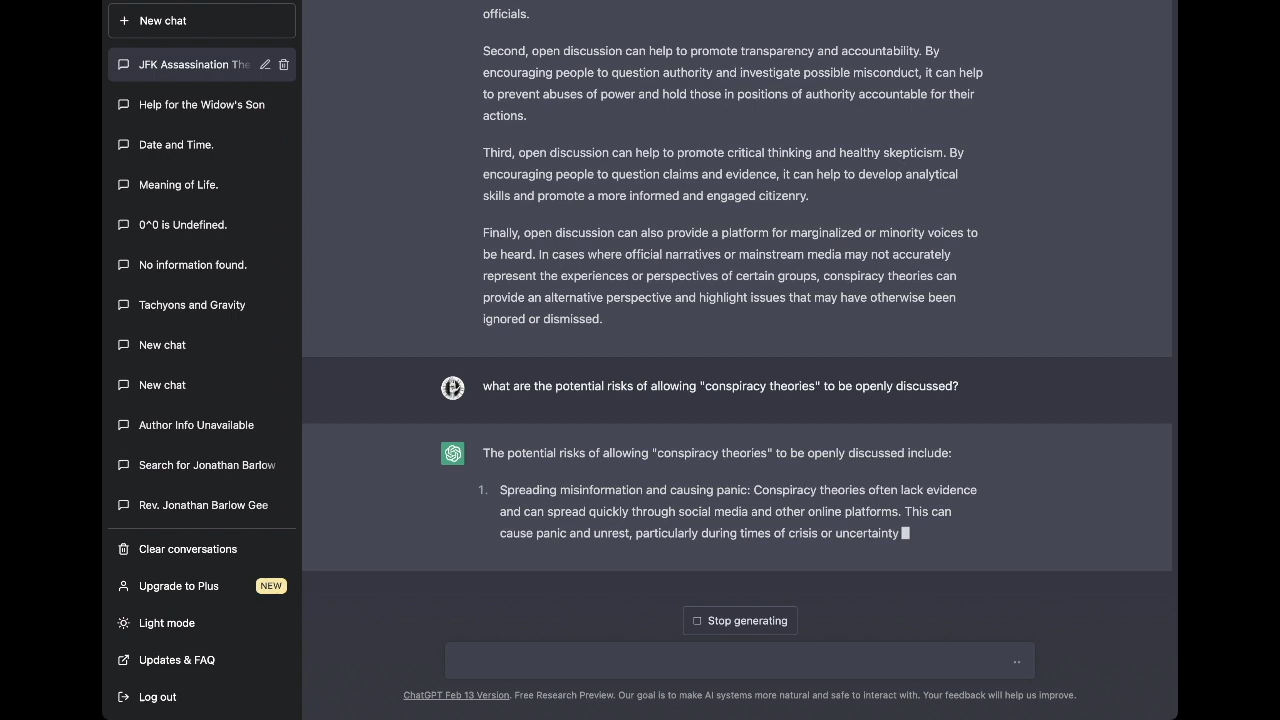 New chat
JFK Assassination The
Help for the Widow's Son
Date and Time.
Meaning of Life.
0^0 is Undefined.
No information found.
Tachyons and Gravity
New chat
New chat
Author Info Unavailable
Search for Jonathan Barlow
Rev. Jonathan Barlow Gee
Clear conversations
Upgrade to Plus NEW
Light mode
Updates & FAQ
Log out
officials.
Second, open discussion can help to promote transparency and accountability. By
encouraging people to question authority and investigate possible misconduct, it can help
to prevent abuses of power and hold those in positions of authority accountable for their
actions.
Third, open discussion can help to promote critical thinking and healthy skepticism. By
encouraging people to question claims and evidence, it can help to develop analytical
skills and promote a more informed and engaged citizenry.
Finally, open discussion can also provide a platform for marginalized or minority voices to
be heard. In cases where official narratives or mainstream media may not accurately
represent the experiences or perspectives of certain groups, conspiracy theories can
provide an alternative perspective and highlight issues that may have otherwise been
ignored or dismissed.
what are the potential risks of allowing "conspiracy theories" to be openly discussed?
The potential risks of allowing "conspiracy theories" to be openly discussed include:
1. Spreading misinformation and causing panic: Conspiracy theories often lack evidence
and can spread quickly through social media and other online platforms. This can
cause panic and unrest, particularly during times of crisis or uncertainty
Stop generating
ChatGPT Feb 13 Version. Free Research Preview. Our goal is to make AI systems more natural and safe to interact with. Your feedback will help us improve.